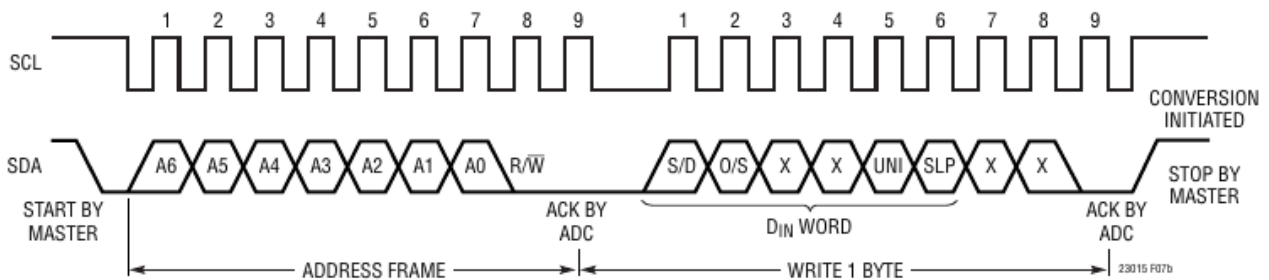 1 2 3 4 5 6 7 8 9 1 2 3 4 5 6 7 8 9
SCL
CONVERSION
INITIATED
SDA A6 A5 A4 A3 A2 A1 A0 R/W̅ S/D O/S X X UNI SLP X X
STOP BY
MASTER
START BY
MASTER
ACK BY
ADC
DIN WORD
ACK BY
ADC
ADDRESS FRAME WRITE 1 BYTE 23015 F07b